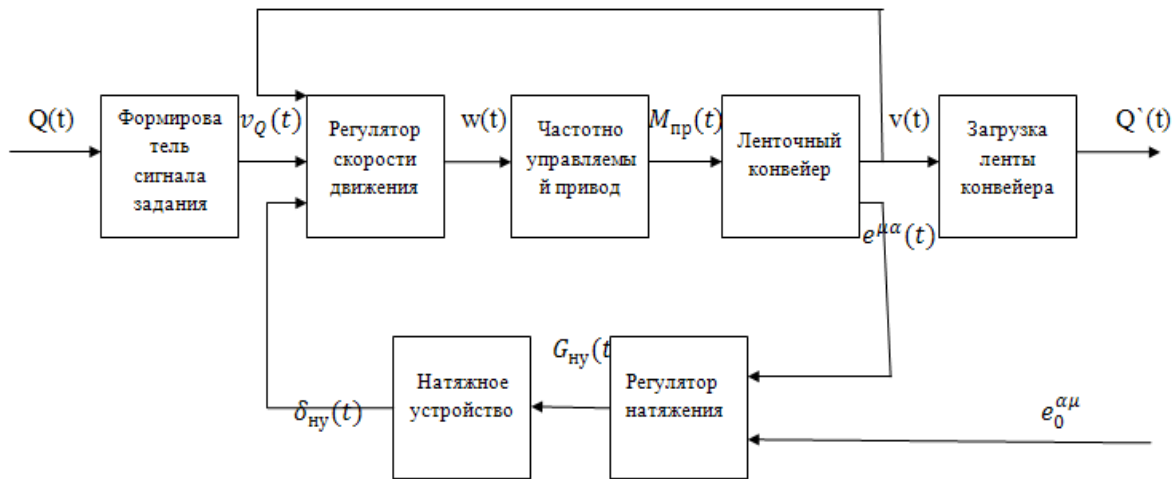 Q(t)
Формирова
тель
сигнала
задания
v_Q(t)
Регулятор
скорости
движения
w(t)
Частотно
управляемы
й привод
M_пр(t)
Ленточный
конвейер
v(t)
Загрузка
ленты
конвейера
Q`(t)
e^{μα}(t)
Натяжное
устройство
G_ну(t
Регулятор
натяжения
δ_ну(t)
e_0^{αμ}